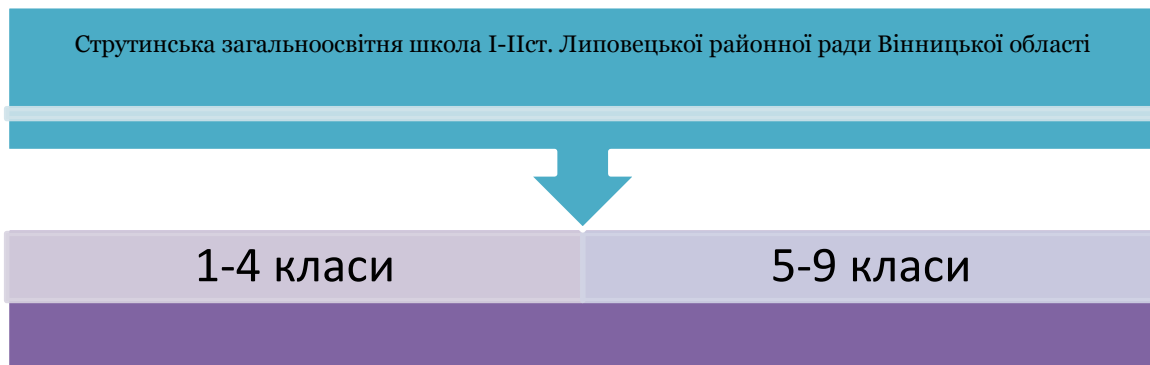 Струтинська загальноосвітня школа І-ІІст. Липовецької районної ради Вінницької області
1-4 класи
5-9 класи